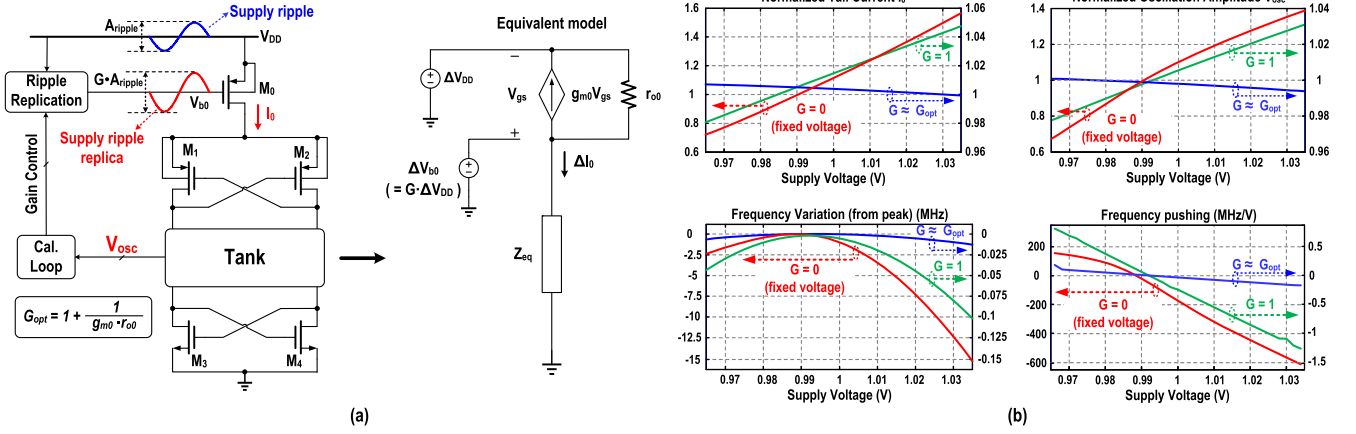 A_ripple
Supply ripple
V_DD
Ripple
Replication
G•A_ripple
V_b0
M_0
I_0
Supply ripple
replica
Gain Control
M_1
M_2
V_osc
Cal.
Loop
Tank
G_opt = 1 + 1 / g_m0 • r_o0
M_3
M_4
Equivalent model
ΔV_DD
−
V_gs
g_m0V_gs
r_o0
+
ΔV_b0
( = G·ΔV_DD )
ΔI_0
Z_eq
(a)
1.6
1.4
1.2
1
0.8
0.6
1.06
1.04
1.02
1
0.98
0.96
G = 1
G ≈ G_opt
G = 0
(fixed voltage)
0.97 0.98 0.99 1 1.01 1.02 1.03
Supply Voltage (V)
1.4
1.2
1
0.8
0.6
1.04
1.02
1
0.98
0.96
G = 1
G ≈ G_opt
G = 0
(fixed voltage)
0.97 0.98 0.99 1 1.01 1.02 1.03
Supply Voltage (V)
Frequency Variation (from peak) (MHz)
0
-2.5
-5
-7.5
-10
-12.5
-15
0
-0.025
-0.05
-0.075
-0.1
-0.125
-0.15
G ≈ G_opt
G = 1
G = 0
(fixed voltage)
0.97 0.98 0.99 1 1.01 1.02 1.03
Supply Voltage (V)
Frequency pushing (MHz/V)
200
0
-200
-400
-600
0.5
0
-0.5
-1
-1.5
G ≈ G_opt
G = 1
G = 0
(fixed voltage)
0.97 0.98 0.99 1 1.01 1.02 1.03
Supply Voltage (V)
(b)